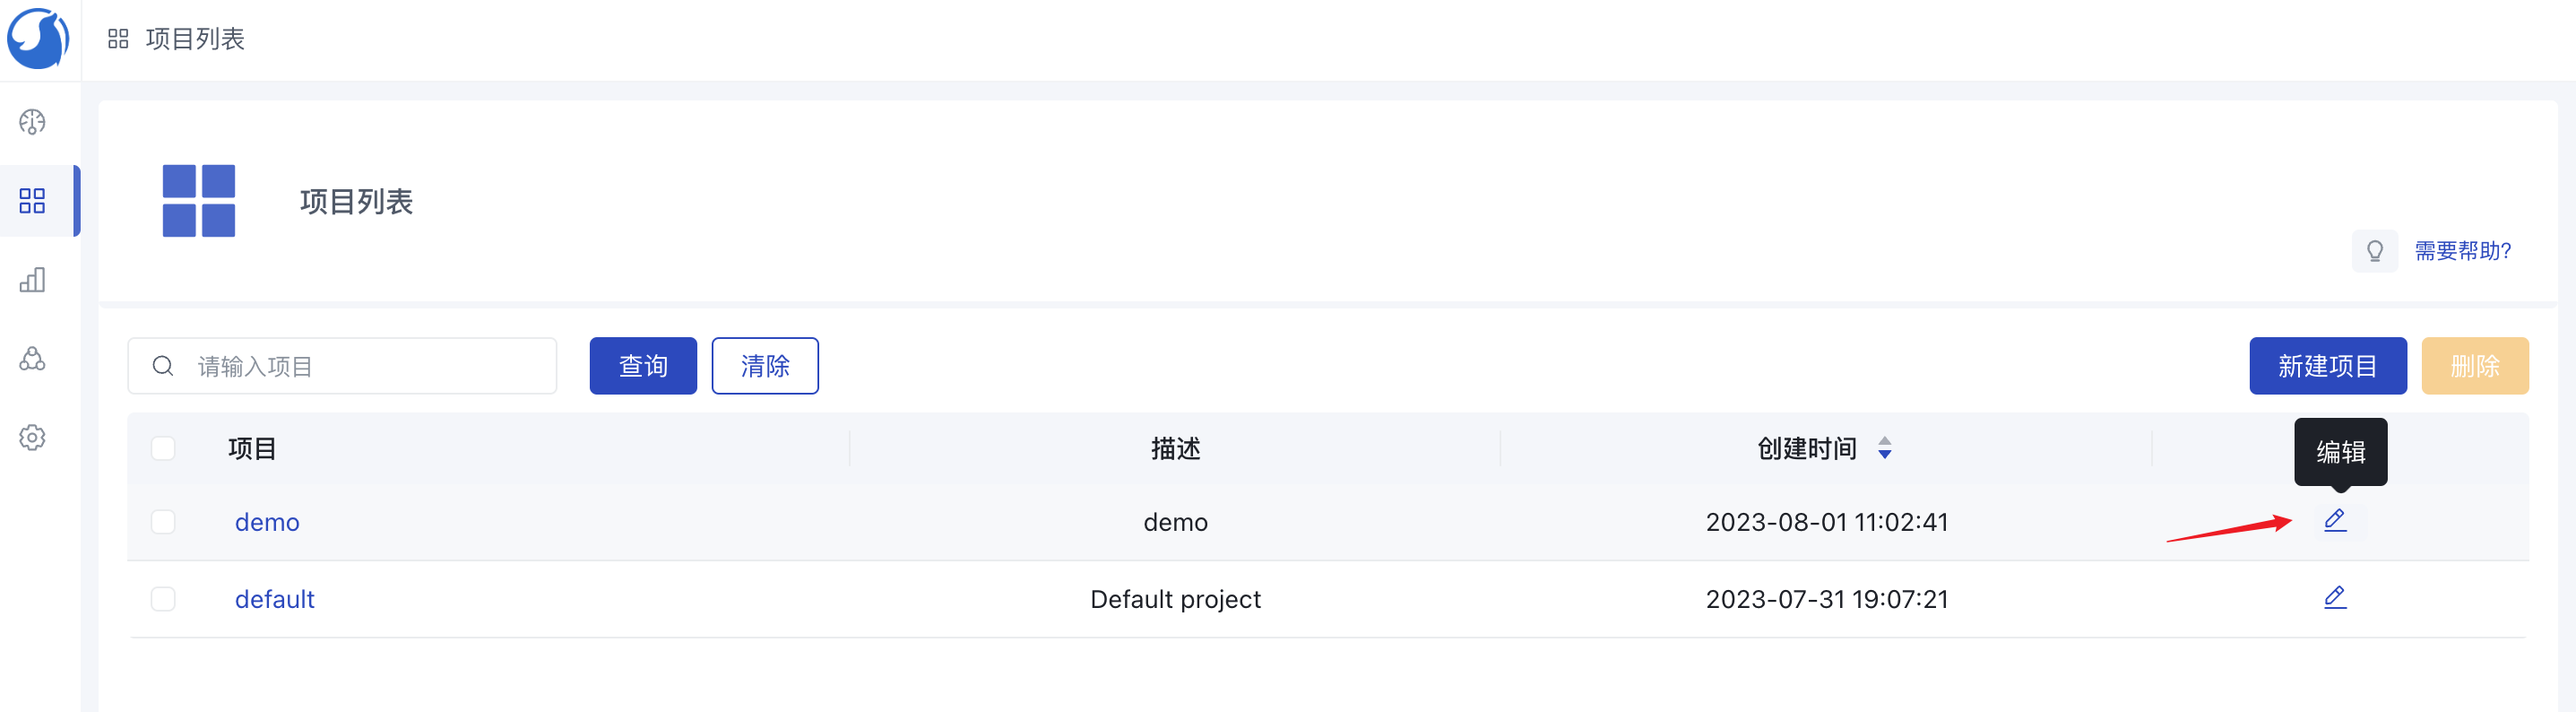 项目列表
项目列表
需要帮助?
请输入项目
查询
清除
新建项目
删除
项目
描述
创建时间
编辑
demo
demo
2023-08-01 11:02:41
default
Default project
2023-07-31 19:07:21